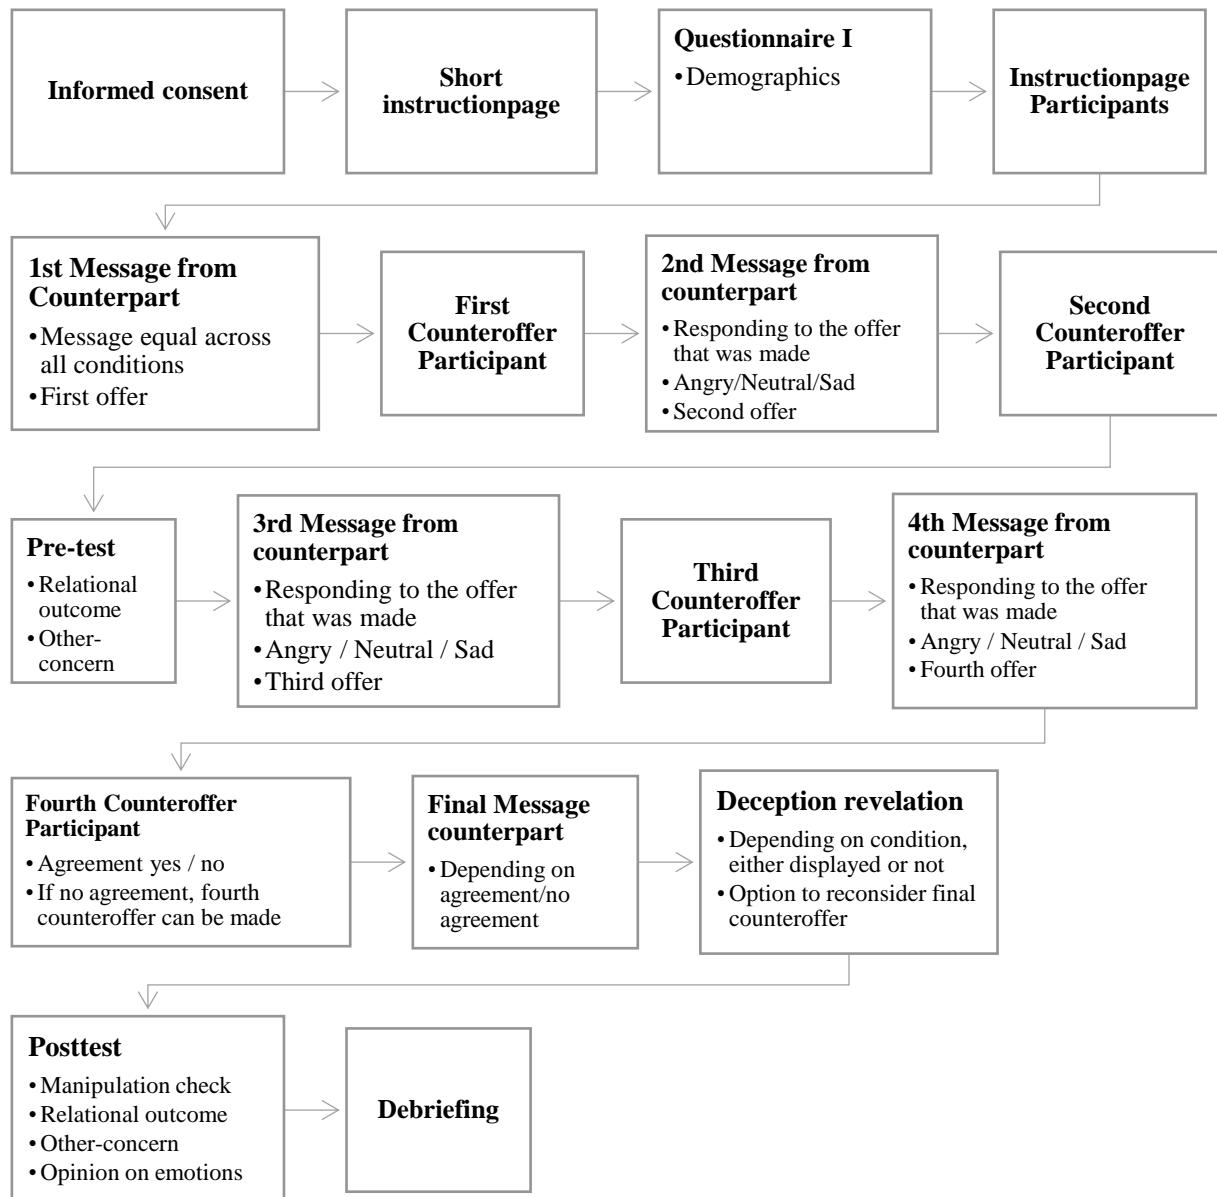 Informed consent
Short
instructionpage
Questionnaire I
•Demographics
Instructionpage
Participants
1st Message from
Counterpart
•Message equal across
all conditions
•First offer
First
Counteroffer
Participant
2nd Message from
counterpart
•Responding to the offer
that was made
•Angry/Neutral/Sad
•Second offer
Second
Counteroffer
Participant
Pre-test
•Relational
outcome
•Other-
concern
3rd Message from
counterpart
•Responding to the offer
that was made
•Angry / Neutral / Sad
•Third offer
Third
Counteroffer
Participant
4th Message from
counterpart
•Responding to the offer
that was made
•Angry / Neutral / Sad
•Fourth offer
Fourth Counteroffer
Participant
•Agreement yes / no
•If no agreement, fourth
counteroffer can be made
Final Message
counterpart
•Depending on
agreement/no
agreement
Deception revelation
•Depending on condition,
either displayed or not
•Option to reconsider final
counteroffer
Posttest
•Manipulation check
•Relational outcome
•Other-concern
•Opinion on emotions
Debriefing